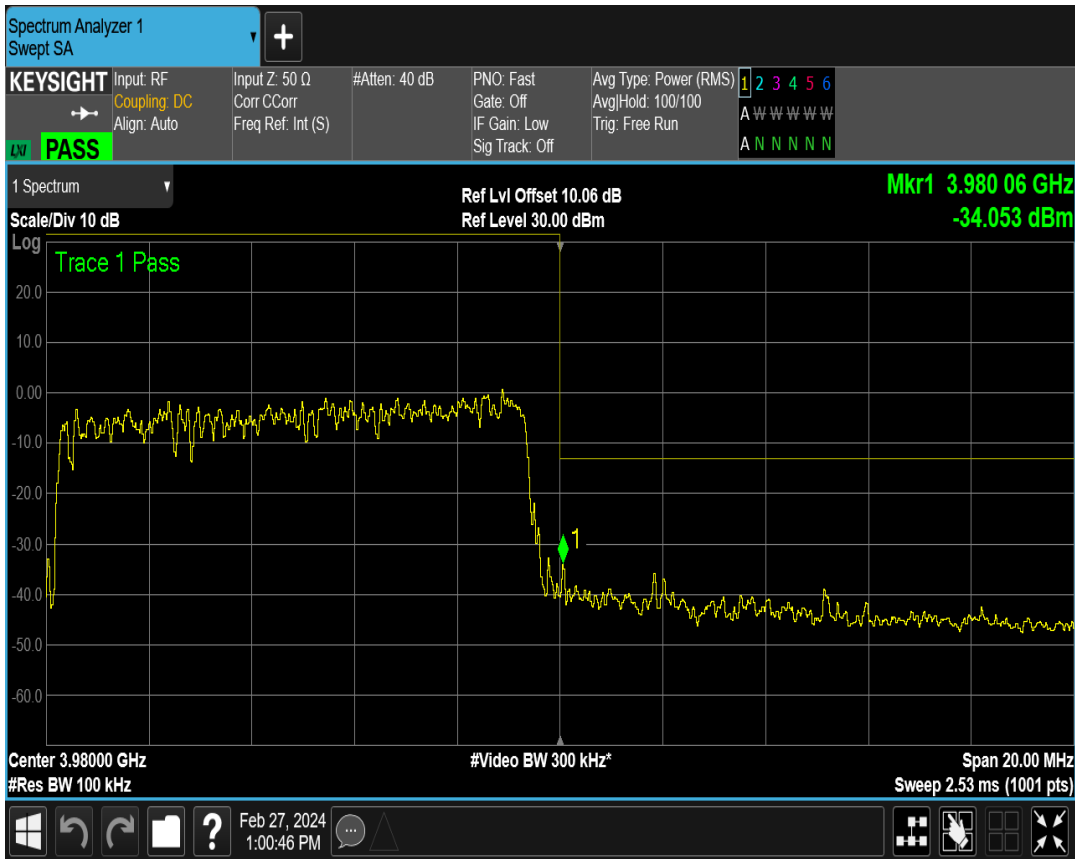 Spectrum Analyzer 1
Swept SA
+
KEYSIGHT
LXI PASS
Input: RF
Coupling: DC
Align: Auto
Input Z: 50 Ω
Corr CCorr
Freq Ref: Int (S)
#Atten: 40 dB
PNO: Fast
Gate: Off
IF Gain: Low
Sig Track: Off
Avg Type: Power (RMS)
Avg|Hold: 100/100
Trig: Free Run
1 2 3 4 5 6
A W W W W W
A N N N N N
1 Spectrum
Scale/Div 10 dB
Ref Lvl Offset 10.06 dB
Ref Level 30.00 dBm
Mkr1 3.980 06 GHz
-34.053 dBm
Log
Trace 1 Pass
20.0
10.0
0.00
-10.0
-20.0
-30.0
-40.0
-50.0
-60.0
1
Center 3.98000 GHz
#Res BW 100 kHz
#Video BW 300 kHz*
Span 20.00 MHz
Sweep 2.53 ms (1001 pts)
?
Feb 27, 2024
1:00:46 PM